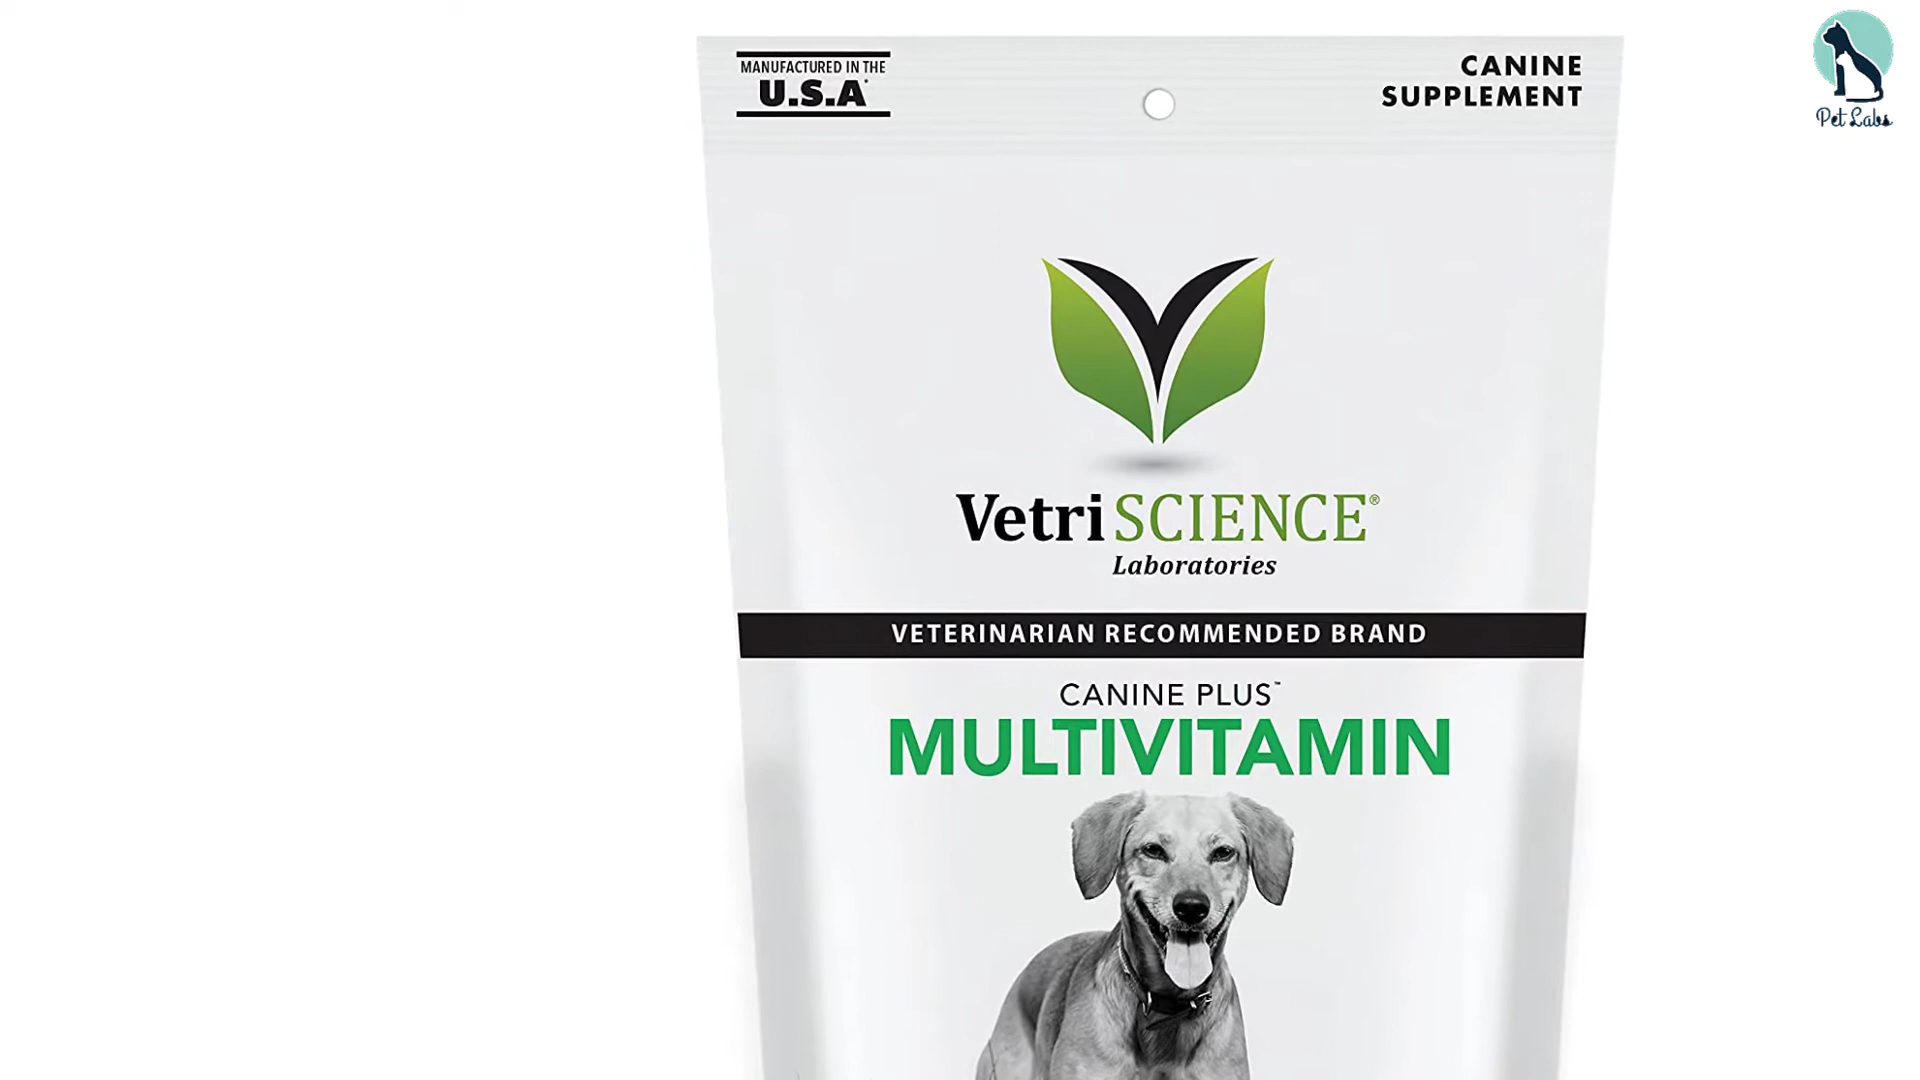 MANUFACTURED IN THE
U.S.A*
CANINE
SUPPLEMENT
Pet Labs
VetriSCIENCE®
Laboratories
VETERINARIAN RECOMMENDED BRAND
CANINE PLUS™
MULTIVITAMIN